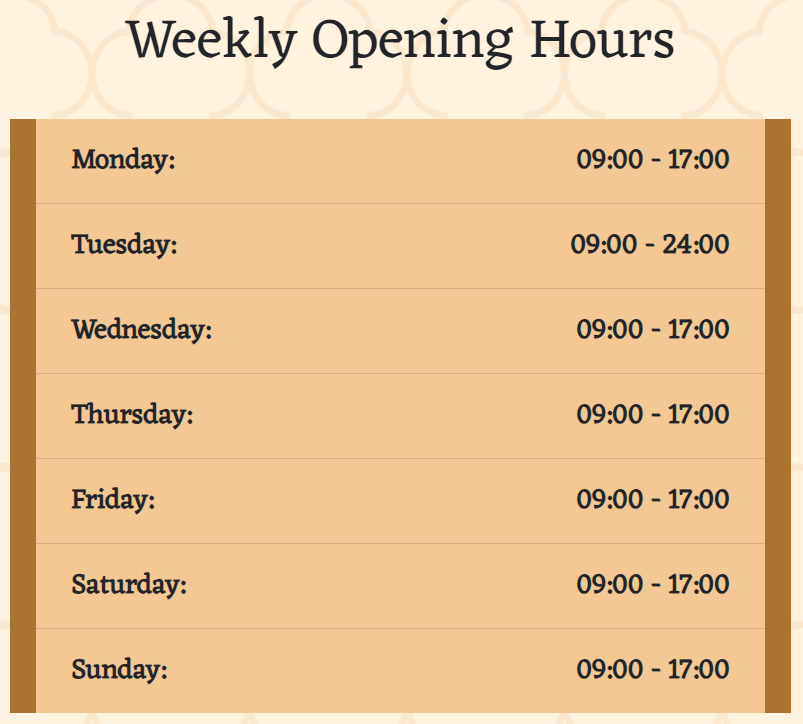 Weekly Opening Hours
Monday: 09:00 - 17:00
Tuesday: 09:00 - 24:00
Wednesday: 09:00 - 17:00
Thursday: 09:00 - 17:00
Friday: 09:00 - 17:00
Saturday: 09:00 - 17:00
Sunday: 09:00 - 17:00